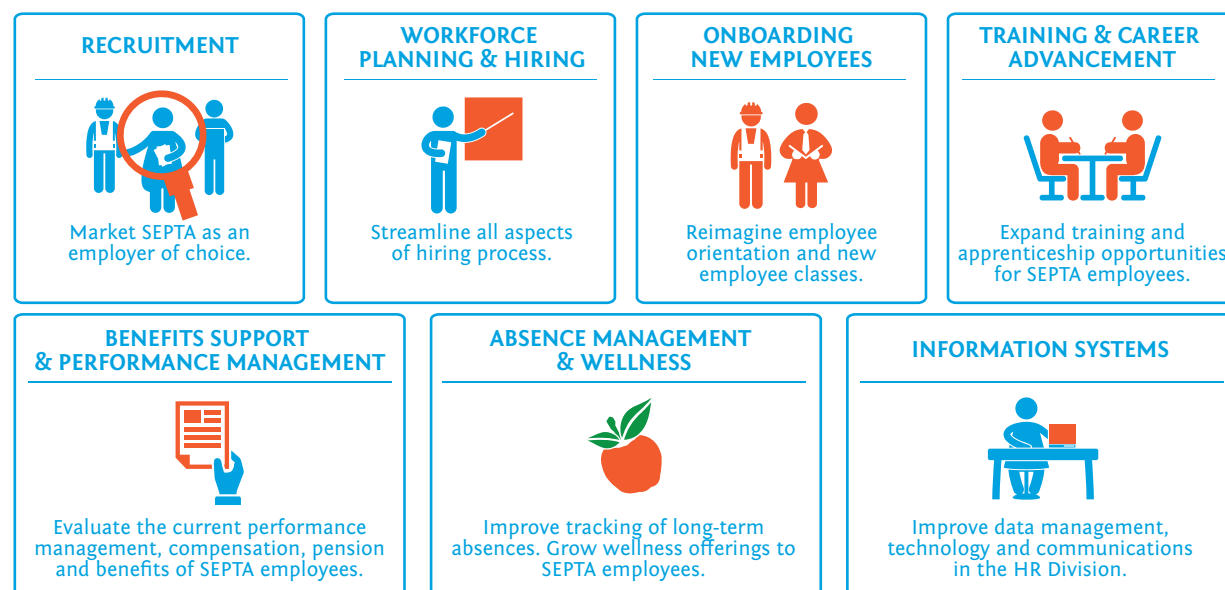 RECRUITMENT
Market SEPTA as an
employer of choice.
WORKFORCE
PLANNING & HIRING
Streamline all aspects
of hiring process.
ONBOARDING
NEW EMPLOYEES
Reimagine employee
orientation and new
employee classes.
TRAINING & CAREER
ADVANCEMENT
Expand training and
apprenticeship opportunities
for SEPTA employees.
BENEFITS SUPPORT
& PERFORMANCE MANAGEMENT
Evaluate the current performance
management, compensation, pension
and benefits of SEPTA employees.
ABSENCE MANAGEMENT
& WELLNESS
Improve tracking of long-term
absences. Grow wellness offerings to
SEPTA employees.
INFORMATION SYSTEMS
Improve data management,
technology and communications
in the HR Division.